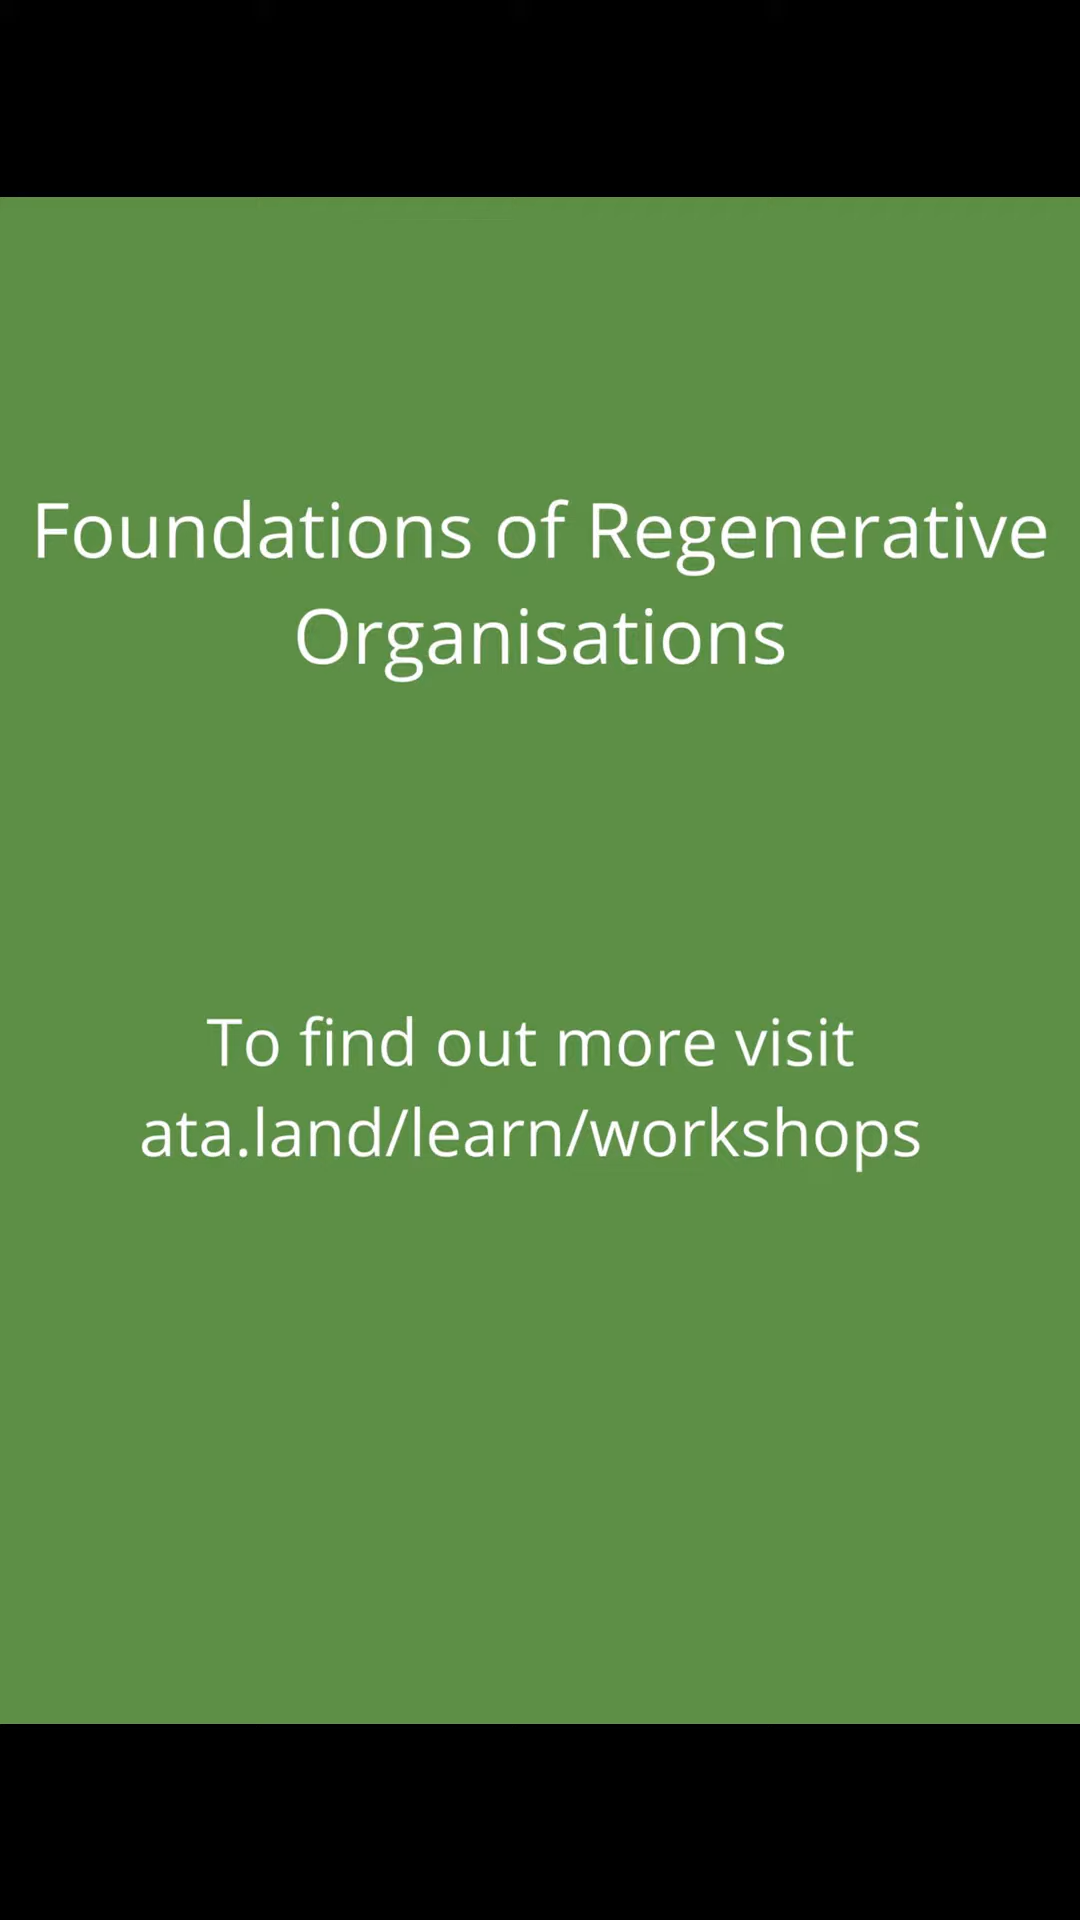 Foundations of Regenerative
Organisations
To find out more visit
ata.land/learn/workshops